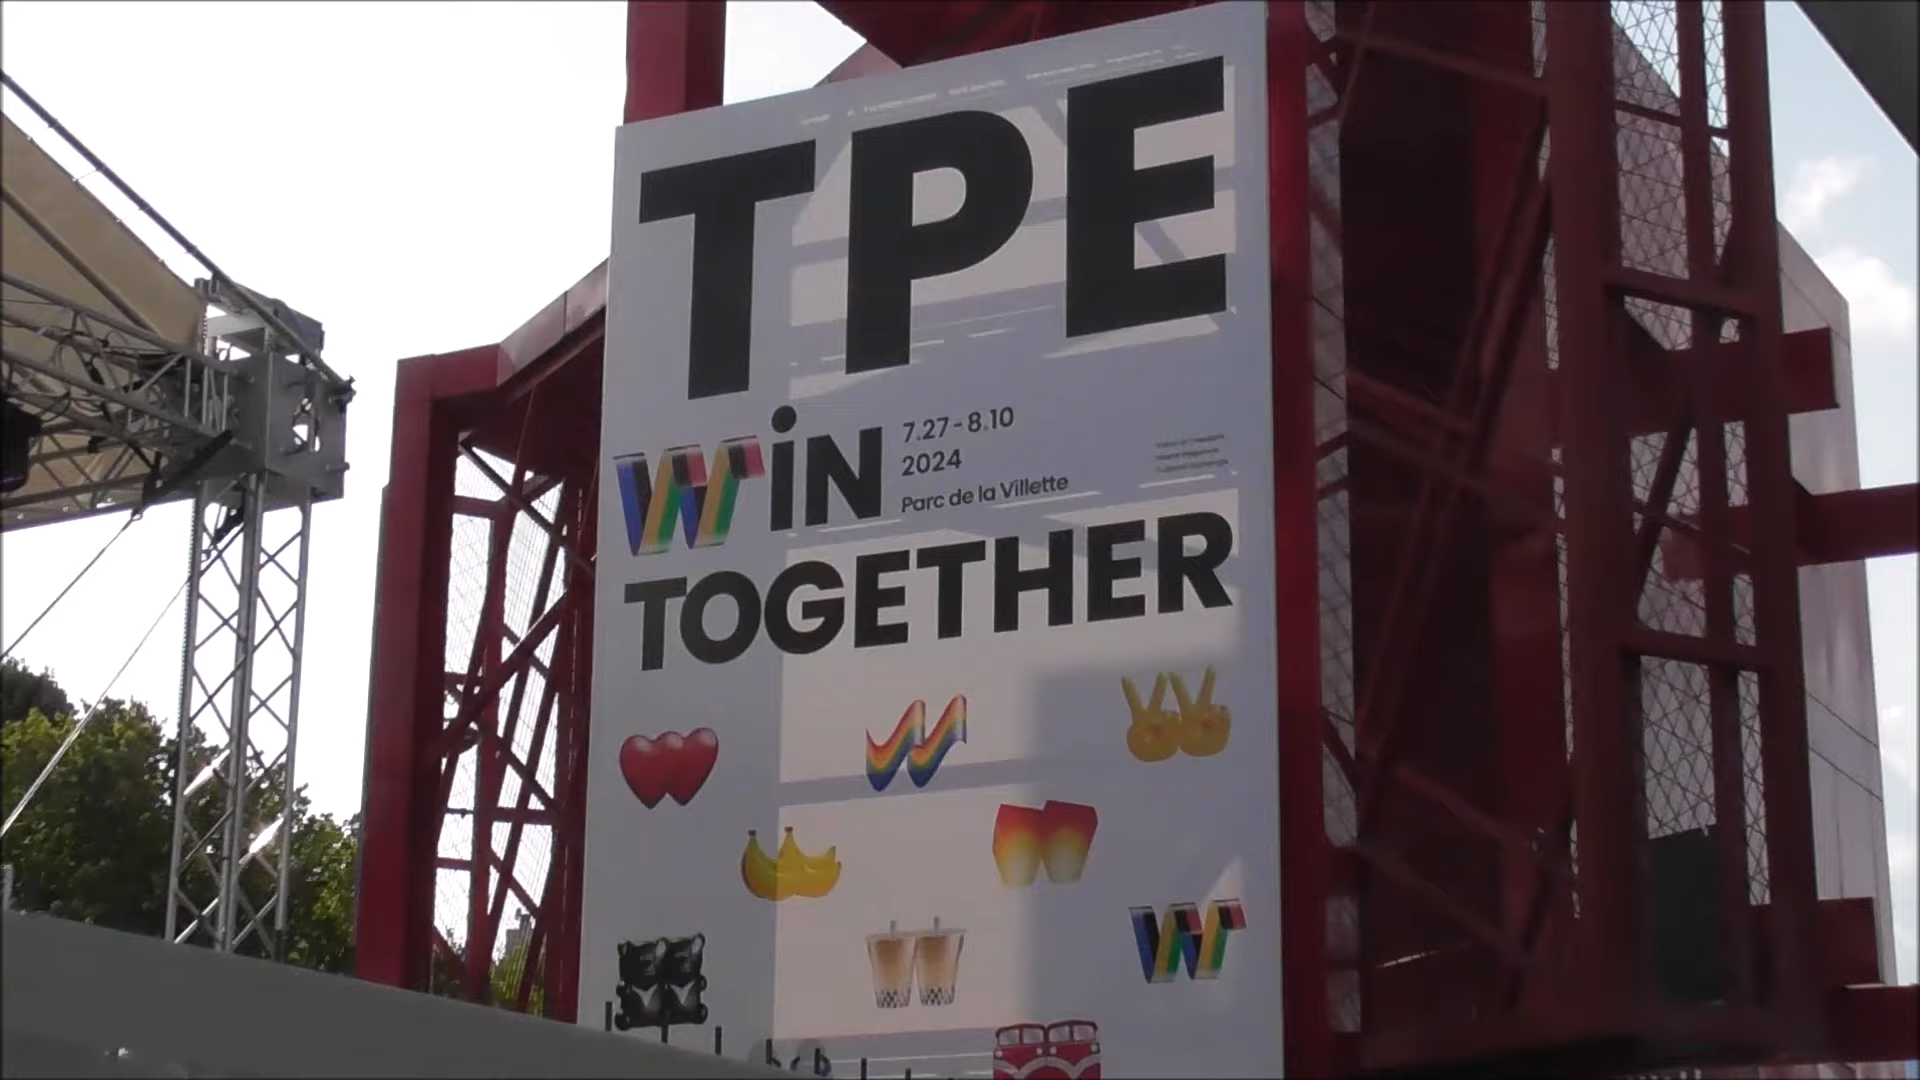 TPE
WiN
7.27-8.10
2024
Parc de la Villette
TOGETHER